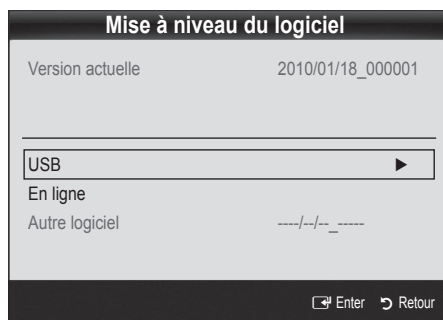 Mise à niveau du logiciel
Version actuelle 2010/01/18_000001
USB ▶
En ligne
Autre logiciel ----/--/--_-----
Enter Retour